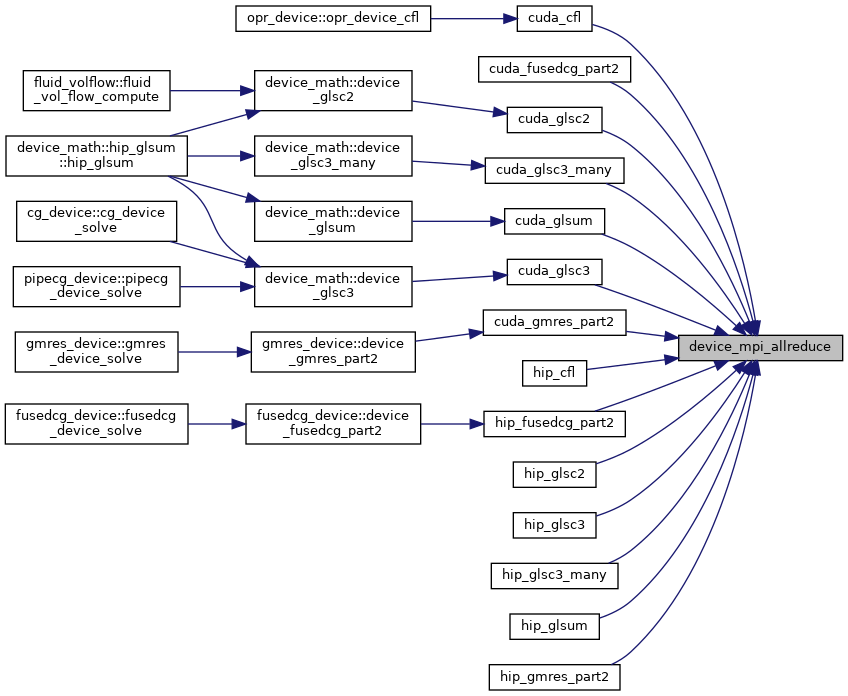 opr_device::opr_device_cfl
cuda_cfl
cuda_fusedcg_part2
fluid_volflow::fluid
_vol_flow_compute
device_math::device
_glsc2
cuda_glsc2
device_math::hip_glsum
::hip_glsum
device_math::device
_glsc3_many
cuda_glsc3_many
cg_device::cg_device
_solve
device_math::device
_glsum
cuda_glsum
pipecg_device::pipecg
_device_solve
device_math::device
_glsc3
cuda_glsc3
gmres_device::gmres
_device_solve
gmres_device::device
_gmres_part2
cuda_gmres_part2
device_mpi_allreduce
hip_cfl
fusedcg_device::fusedcg
_device_solve
fusedcg_device::device
_fusedcg_part2
hip_fusedcg_part2
hip_glsc2
hip_glsc3
hip_glsc3_many
hip_glsum
hip_gmres_part2